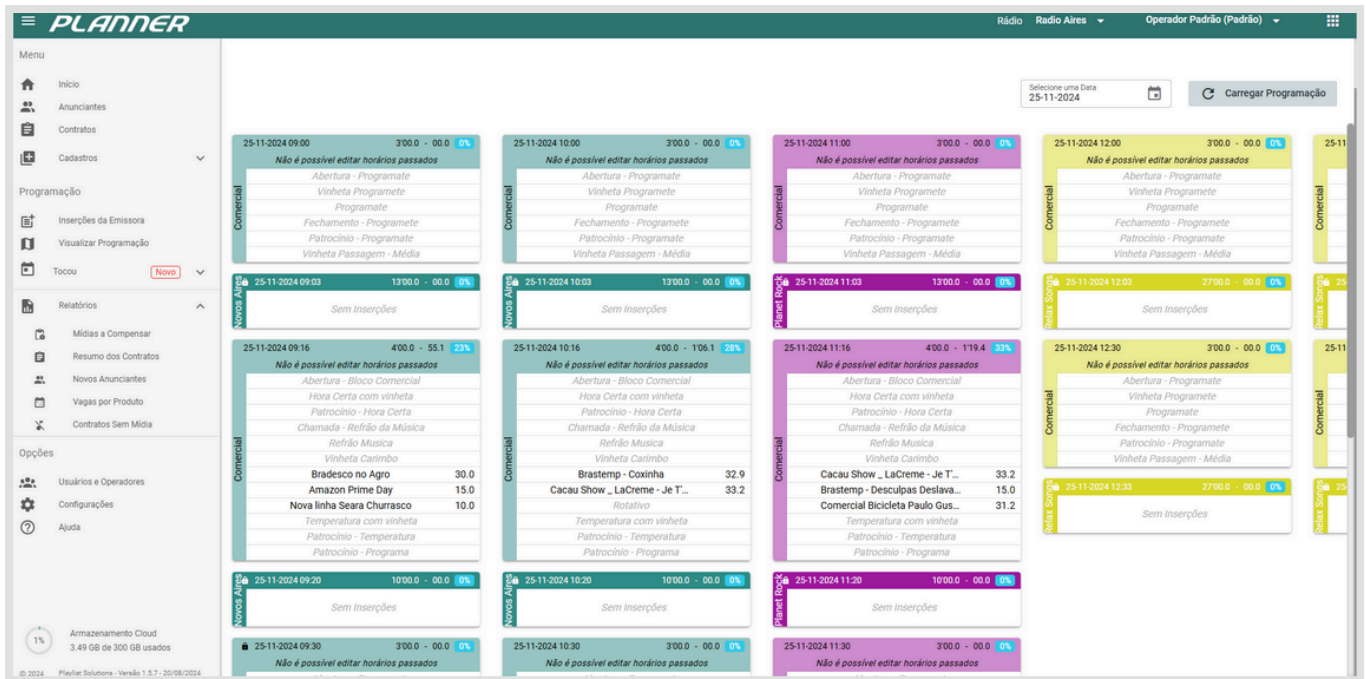 PLANNER
Rádio Radio Aires Operador Padrão (Padrão)
Menu
Início
Anunciantes
Contratos
Cadastros
Programação
Inserções da Emissora
Visualizar Programação
Tocou Novo
Relatórios
Mídias a Compensar
Resumo dos Contratos
Novos Anunciantes
Vagas por Produto
Contratos Sem Mídia
Opções
Usuários e Operadores
Configurações
Ajuda
1% Armazenamento Cloud
3.49 GB de 300 GB usados
© 2024 Playlist Solutions - Versão 1.5.7 - 20/08/2024
Selecione uma Data
25-11-2024
Carregar Programação
25-11-2024 09:00 3'00.0 - 00.0 0%
Não é possível editar horários passados
Comercial
Abertura - Programate
Vinheta Programete
Programate
Fechamento - Programete
Patrocínio - Programate
Vinheta Passagem - Média
Novos Aires
25-11-2024 09:03 13'00.0 - 00.0 0%
Sem Inserções
25-11-2024 09:16 4'00.0 - 55.1 23%
Não é possível editar horários passados
Comercial
Abertura - Bloco Comercial
Hora Certa com vinheta
Patrocínio - Hora Certa
Chamada - Refrão da Música
Refrão Musica
Vinheta Carimbo
Bradesco no Agro 30.0
Amazon Prime Day 15.0
Nova linha Seara Churrasco 10.0
Temperatura com vinheta
Patrocínio - Temperatura
Patrocínio - Programa
Novos Aires
25-11-2024 09:20 10'00.0 - 00.0 0%
Sem Inserções
25-11-2024 09:30 3'00.0 - 00.0 0%
Não é possível editar horários passados
25-11-2024 10:00 3'00.0 - 00.0 0%
Não é possível editar horários passados
Comercial
Abertura - Programate
Vinheta Programete
Programate
Fechamento - Programete
Patrocínio - Programate
Vinheta Passagem - Média
Novos Aires
25-11-2024 10:03 13'00.0 - 00.0 0%
Sem Inserções
25-11-2024 10:16 4'00.0 - 1'06.1 28%
Não é possível editar horários passados
Comercial
Abertura - Bloco Comercial
Hora Certa com vinheta
Patrocínio - Hora Certa
Chamada - Refrão da Música
Refrão Musica
Vinheta Carimbo
Brastemp - Coxinha 32.9
Cacau Show _ LaCreme - Je T'... 33.2
Rotativo
Temperatura com vinheta
Patrocínio - Temperatura
Patrocínio - Programa
Novos Aires
25-11-2024 10:20 10'00.0 - 00.0 0%
Sem Inserções
25-11-2024 10:30 3'00.0 - 00.0 0%
Não é possível editar horários passados
25-11-2024 11:00 3'00.0 - 00.0 0%
Não é possível editar horários passados
Comercial
Abertura - Programate
Vinheta Programete
Programate
Fechamento - Programete
Patrocínio - Programate
Vinheta Passagem - Média
Planet Rock
25-11-2024 11:03 13'00.0 - 00.0 0%
Sem Inserções
25-11-2024 11:16 4'00.0 - 1'19.4 33%
Não é possível editar horários passados
Comercial
Abertura - Bloco Comercial
Hora Certa com vinheta
Patrocínio - Hora Certa
Chamada - Refrão da Música
Refrão Musica
Vinheta Carimbo
Cacau Show _ LaCreme - Je T'... 33.2
Brastemp - Desculpas Deslava... 15.0
Comercial Bicicleta Paulo Gus... 31.2
Temperatura com vinheta
Patrocínio - Temperatura
Patrocínio - Programa
Planet Rock
25-11-2024 11:20 10'00.0 - 00.0 0%
Sem Inserções
25-11-2024 11:30 3'00.0 - 00.0 0%
Não é possível editar horários passados
25-11-2024 12:00 3'00.0 - 00.0 0%
Não é possível editar horários passados
Comercial
Abertura - Programate
Vinheta Programete
Programate
Fechamento - Programete
Patrocínio - Programate
Vinheta Passagem - Média
Relax Songs
25-11-2024 12:03 27'00.0 - 00.0 0%
Sem Inserções
25-11-2024 12:30 3'00.0 - 00.0 0%
Não é possível editar horários passados
Comercial
Abertura - Programate
Vinheta Programete
Programate
Fechamento - Programete
Patrocínio - Programate
Vinheta Passagem - Média
Relax Songs
25-11-2024 12:33 27'00.0 - 00.0 0%
Sem Inserções
25-11
Comercial
Relax Songs
25
25-11
Comercial
Relax Songs
25